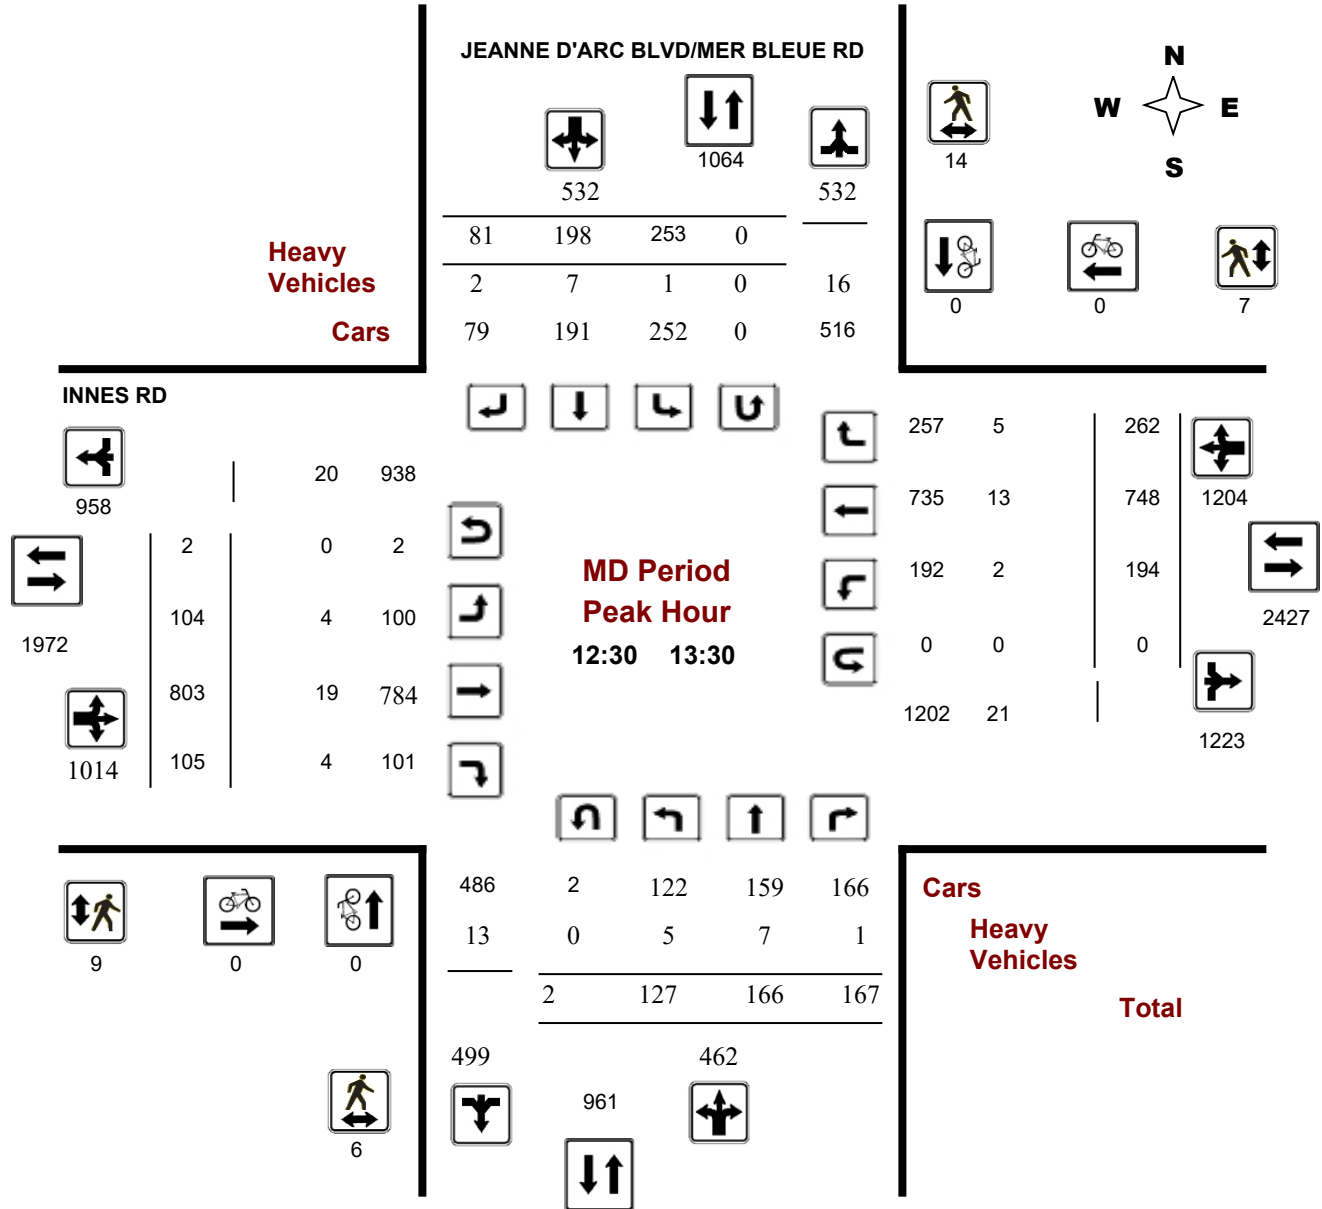 JEANNE D'ARC BLVD/MER BLEUE RD
N
W E
S
1064
14
532 532
81 198 253 0
Heavy
Vehicles
2 7 1 0 16
0 0 7
Cars
79 191 252 0 516
INNES RD
257 5 262
20 938
958
735 13 748 1204
2 0 2
MD Period
192 2 194
Peak Hour
104 4 100
2427
1972
12:30 13:30
0 0 0
803 19 784
1202 21
1223
1014 105 4 101
486 2 122 159 166
Cars
13 0 5 7 1
Heavy
Vehicles
9 0 0
2 127 166 167
Total
499 462
961
6